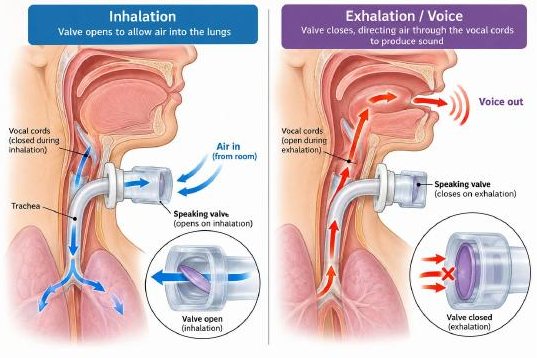 Inhalation
Valve opens to allow air into the lungs
Vocal cords
(closed during
inhalation)
Air in
(from room)
Trachea
Speaking valve
(opens on inhalation)
Valve open
(inhalation)
Exhalation / Voice
Valve closes, directing air through the vocal cords
to produce sound
Voice out
Vocal cords
(open during
exhalation)
Speaking valve
(closes on exhalation)
Valve closed
(exhalation)